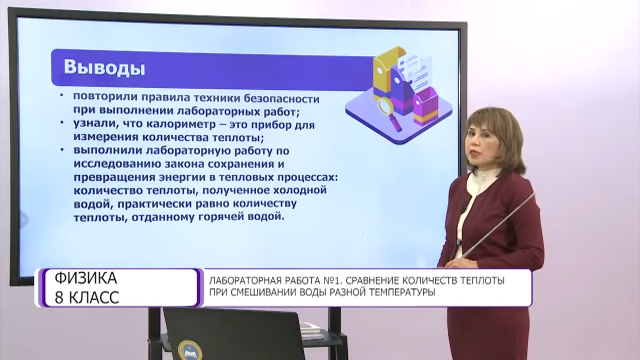 Выводы
• повторили правила техники безопасности
при выполнении лабораторных работ;
• узнали, что калориметр – это прибор для
измерения количества теплоты;
• выполнили лабораторную работу по
исследованию закона сохранения и
превращения энергии в тепловых процессах:
количество теплоты, полученное холодной
водой, практически равно количеству
теплоты, отданному горячей водой.
ФИЗИКА
8 КЛАСС
ЛАБОРАТОРНАЯ РАБОТА №1. СРАВНЕНИЕ КОЛИЧЕСТВ ТЕПЛОТЫ
ПРИ СМЕШИВАНИИ ВОДЫ РАЗНОЙ ТЕМПЕРАТУРЫ